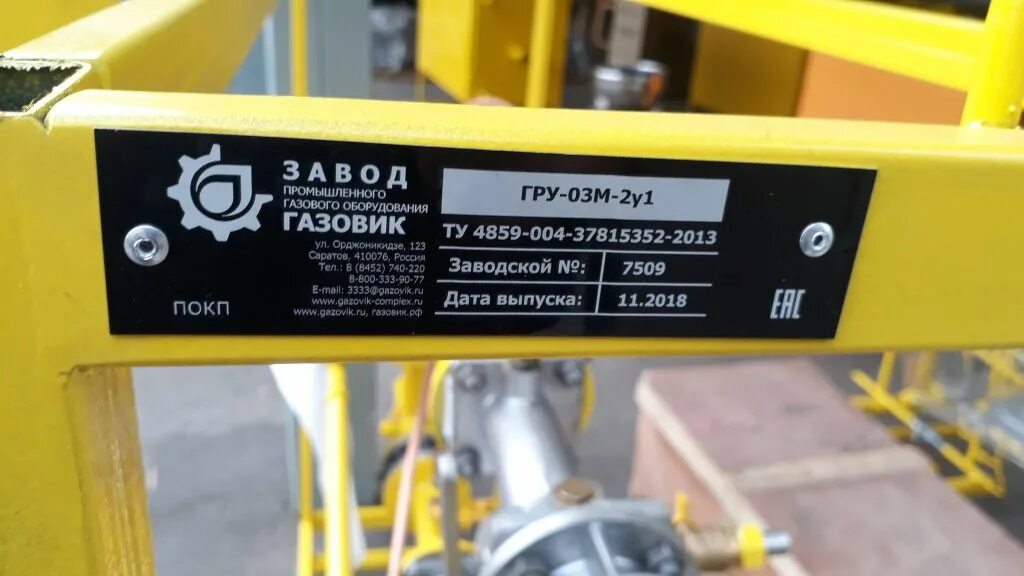 ЗАВОД
ПРОМЫШЛЕННОГО
ГАЗОВОГО ОБОРУДОВАНИЯ
ГАЗОВИК
ул. Орджоникидзе, 123
Саратов, 410076, Россия
Тел.: 8 (8452) 740-220
8-800-333-90-77
E-mail: 3333@gazovik.ru
www.gazovik-complex.ru
www.gazovik.ru, газовик.рф
ПОКП
ГРУ-03М-2у1
ТУ 4859-004-37815352-2013
Заводской №: 7509
Дата выпуска: 11.2018
EAC